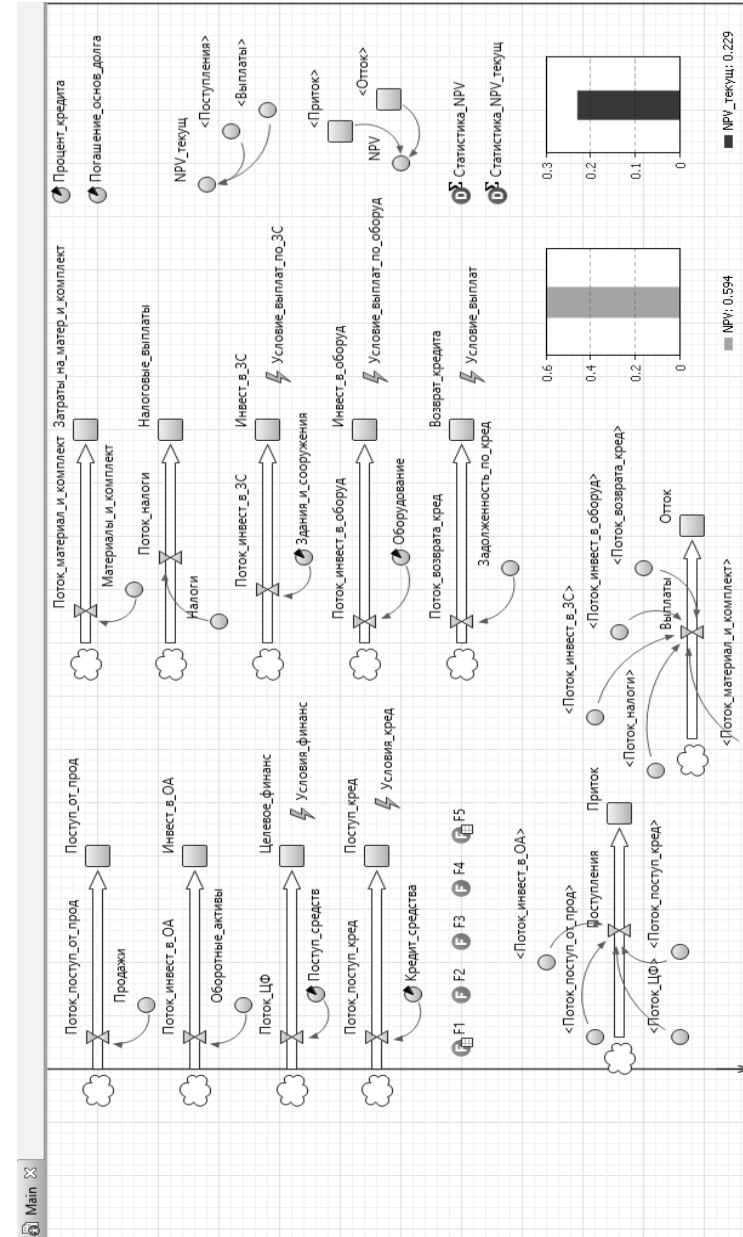 Main
Поток_поступ_от_прод
Поступ_от_прод
Продажи
Поток_инвест_в_ОА
Инвест_в_ОА
Оборотные_активы
Поток_ЦФ
Целевое_финанс
Поступ_средств
Условия_финанс
Поток_поступ_кред
Поступ_кред
Кредит_средства
Условия_кред
F1
F2
F3
F4
F5
<Поток_инвест_в_ОА>
<Поток_поступ_от_прод>
Поступления
Приток
<Поток_ЦФ>
<Поток_поступ_кред>
Поток_материал_и_комплект
Затраты_на_матер_и_комплект
Материалы_и_комплект
Поток_налоги
Налоговые_выплаты
Налоги
Поток_инвест_в_ЗС
Инвест_в_ЗС
Здания_и_сооружения
Условие_выплат_по_ЗС
Поток_инвест_в_оборуд
Инвест_в_оборуд
Оборудование
Условие_выплат_по_оборуд
Поток_возврата_кред
Возврат_кредита
Задолженность_по_кред
Условие_выплат
<Поток_инвест_в_ЗС>
<Поток_инвест_в_оборуд>
<Поток_возврата_кред>
<Поток_налоги>
Выплаты
Отток
<Поток_материал_и_комплект>
Процент_кредита
Погашение_основ_долга
NPV_текущ
<Поступления>
<Выплаты>
<Приток>
<Отток>
NPV
Статистика_NPV
Статистика_NPV_текущ
0.6
0.4
0.2
0
NPV: 0.594
0.3
0.2
0.1
0
NPV_текущ: 0.229